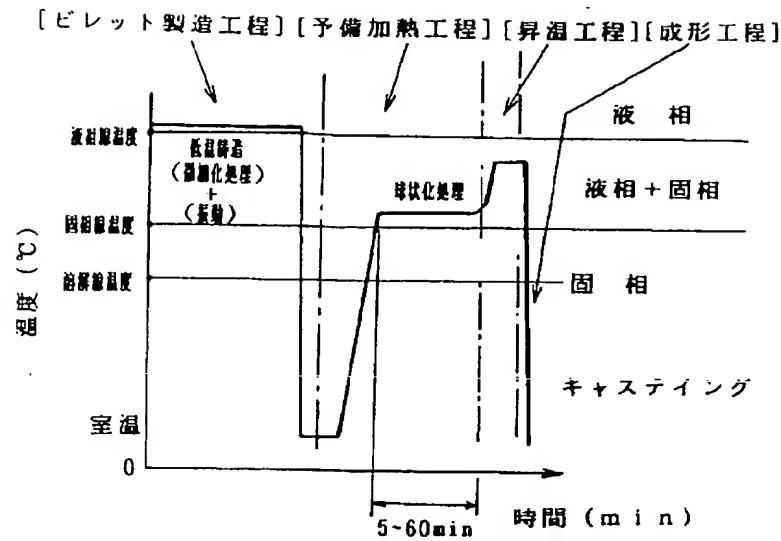 [ビレット製造工程] [予備加熱工程] [昇温工程] [成形工程]
液相
液相線温度
低温鋳造
(微細化処理)
+
(振動)
球状化処理
液相+固相
固相線温度
温度 (℃)
溶解線温度
固相
キャステイング
室温
0
5~60min
時間 (min)